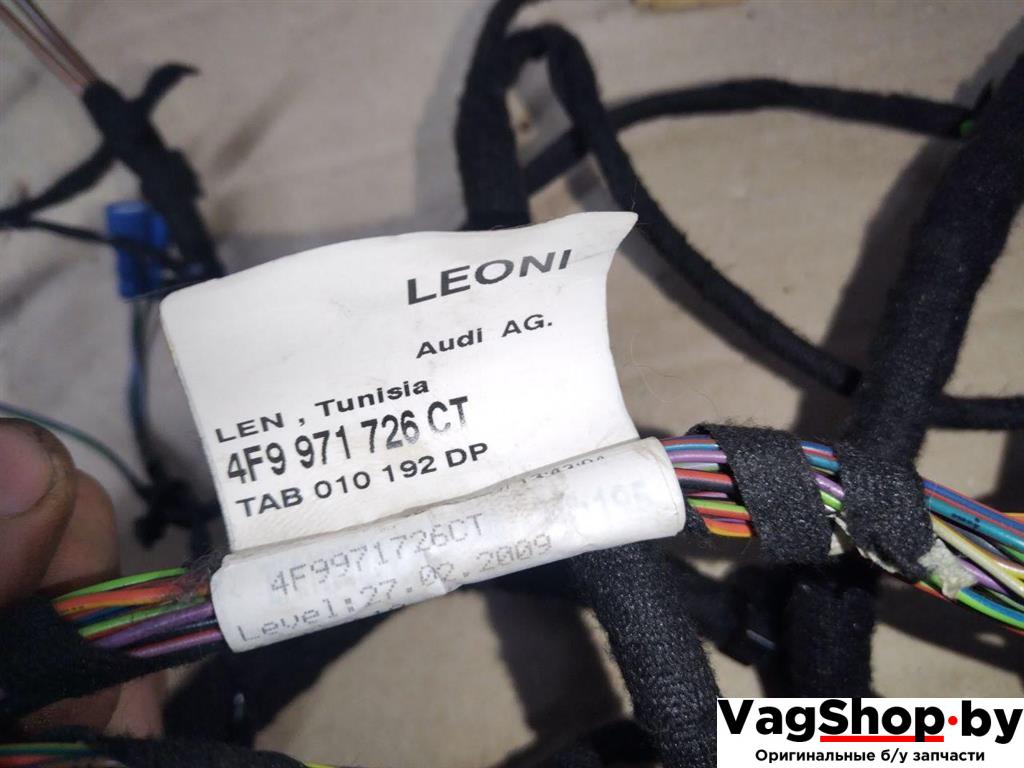 LEONI
Audi AG.
LEN , Tunisia
4F9 971 726 CT
TAB 010 192 DP
4F9971726CT
Level:27.02.2009
VagShop.by
Оригинальные б/у запчасти